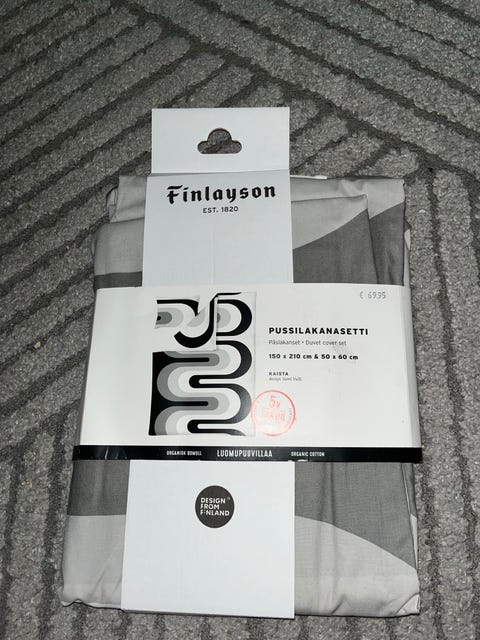 Finlayson
EST. 1820
€ 69.95
PUSSILAKANASETTI
Påslakanset • Duvet cover set
150 x 210 cm & 50 x 60 cm
KAISTA
5v
ORGANISK BOMULL LUOMUPUUVILLAA ORGANIC COTTON
DESIGN
FROM
FINLAND